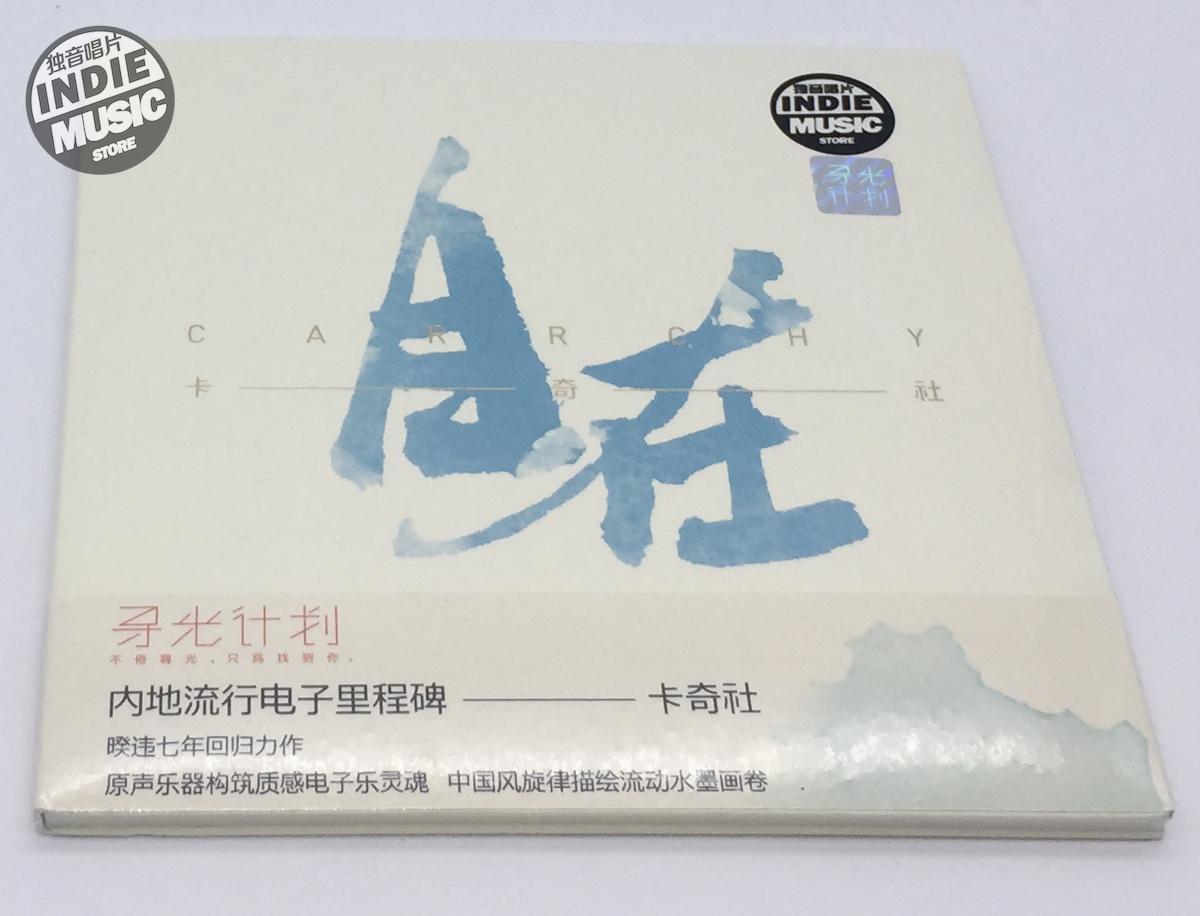 独音唱片
INDIE
MUSIC
STORE
独音唱片
INDIE
MUSIC
STORE
寻光
计划
自在
CARRCHY
卡 奇 社
寻光计划
不倦尋光，只為找到你。
内地流行电子里程碑 ———— 卡奇社
暌违七年回归力作
原声乐器构筑质感电子乐灵魂 中国风旋律描绘流动水墨画卷